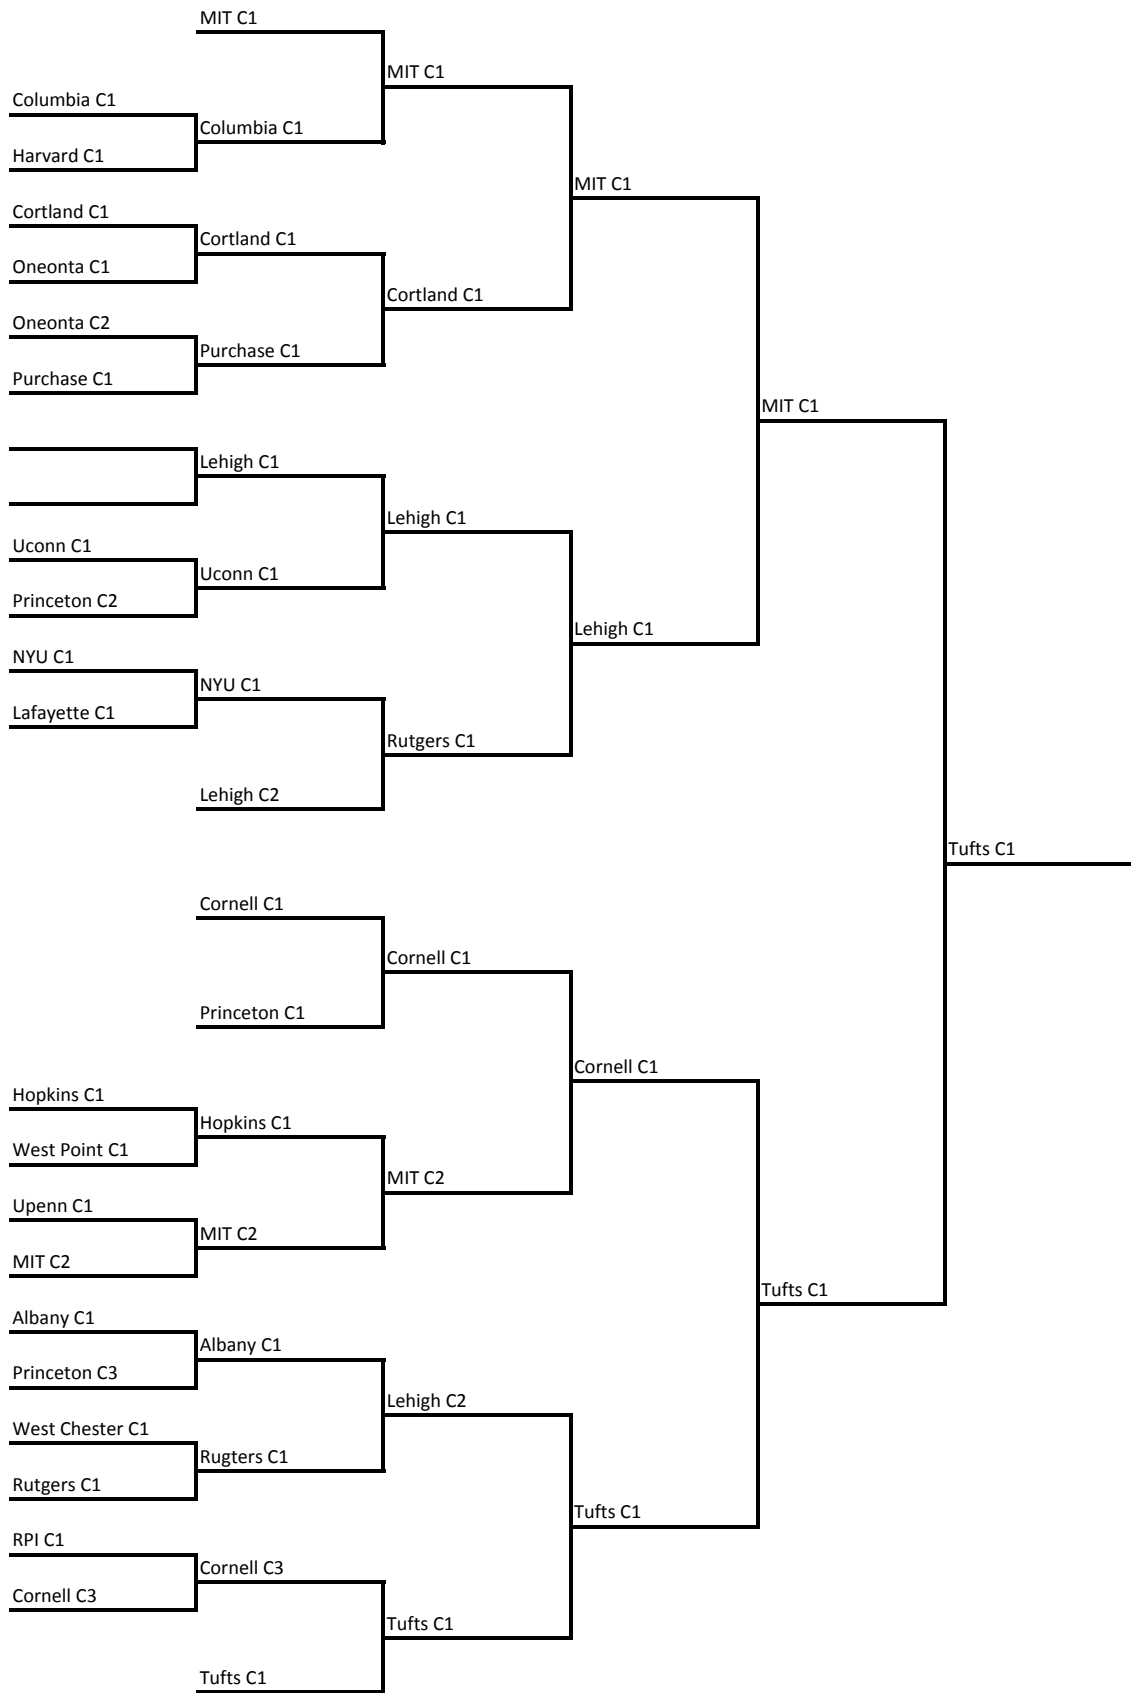 MIT C1
MIT C1
Columbia C1
Columbia C1
Harvard C1
MIT C1
Cortland C1
Cortland C1
Oneonta C1
Cortland C1
Oneonta C2
Purchase C1
Purchase C1
MIT C1
Lehigh C1
Lehigh C1
Uconn C1
Uconn C1
Princeton C2
Lehigh C1
NYU C1
NYU C1
Lafayette C1
Rutgers C1
Lehigh C2
Tufts C1
Cornell C1
Cornell C1
Princeton C1
Cornell C1
Hopkins C1
Hopkins C1
West Point C1
MIT C2
Upenn C1
MIT C2
MIT C2
Tufts C1
Albany C1
Albany C1
Princeton C3
Lehigh C2
West Chester C1
Rugters C1
Rutgers C1
Tufts C1
RPI C1
Cornell C3
Cornell C3
Tufts C1
Tufts C1